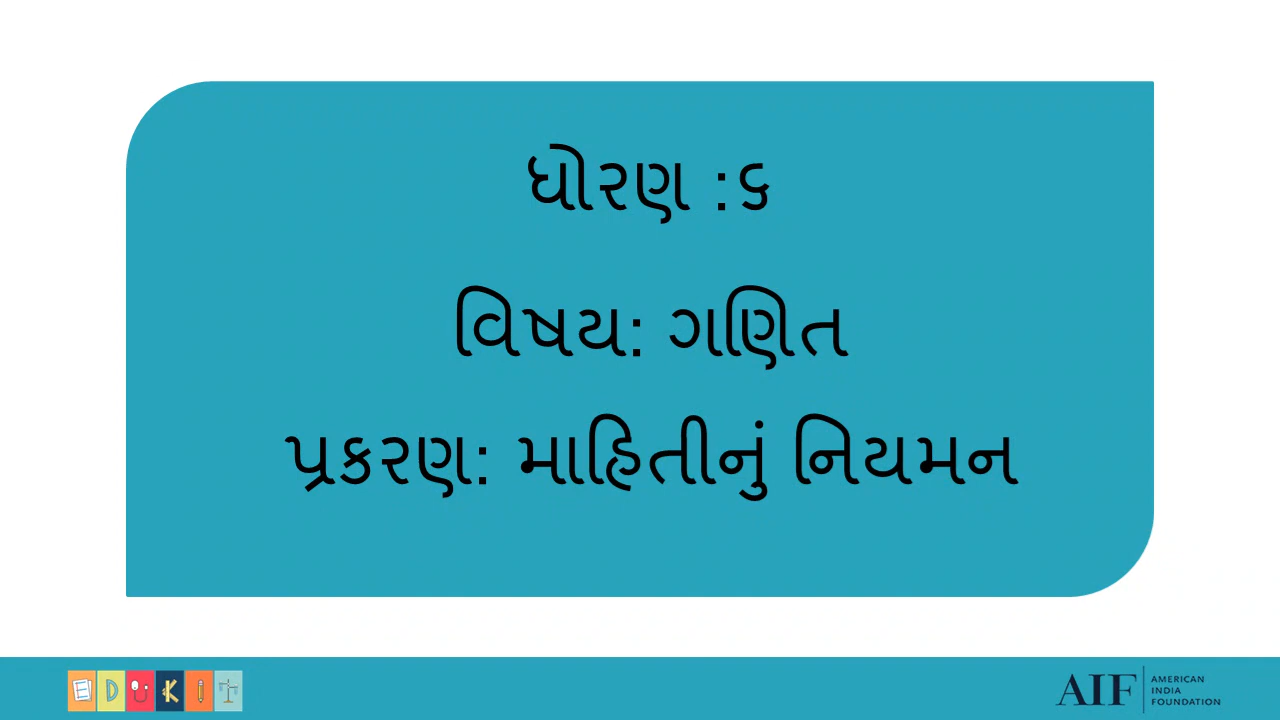 ધોરણ :૬
વિષય: ગણિત
પ્રકરણ: માહિતીનું નિયમન
EDUKIT
AIF
AMERICAN
INDIA
FOUNDATION